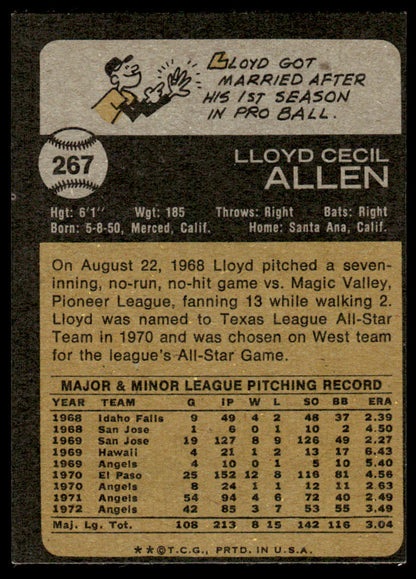 LLOYD GOT
MARRIED AFTER
HIS 1ST SEASON
IN PRO BALL.
267
LLOYD CECIL
ALLEN
Hgt: 6'1" Wgt: 185 Throws: Right Bats: Right
Born: 5-8-50, Merced, Calif. Home: Santa Ana, Calif.
On August 22, 1968 Lloyd pitched a seven-
inning, no-run, no-hit game vs. Magic Valley,
Pioneer League, fanning 13 while walking 2.
Lloyd was named to Texas League All-Star
Team in 1970 and was chosen on West team
for the league's All-Star Game.
MAJOR & MINOR LEAGUE PITCHING RECORD
YEAR TEAM G IP W L SO BB ERA
1968 Idaho Falls 9 49 4 2 48 37 2.39
1968 San Jose 1 6 0 1 10 2 4.50
1969 San Jose 19 127 8 9 126 49 2.27
1969 Hawaii 4 21 1 2 13 17 6.43
1969 Angels 4 10 0 1 5 10 5.40
1970 El Paso 25 152 12 8 116 81 4.56
1970 Angels 8 24 1 1 12 11 2.63
1971 Angels 54 94 4 6 72 40 2.49
1972 Angels 42 85 3 7 53 55 3.49
Maj. Lg. Tot. 108 213 8 15 142 116 3.04
**©T.C.G., PRTD. IN U.S.A.